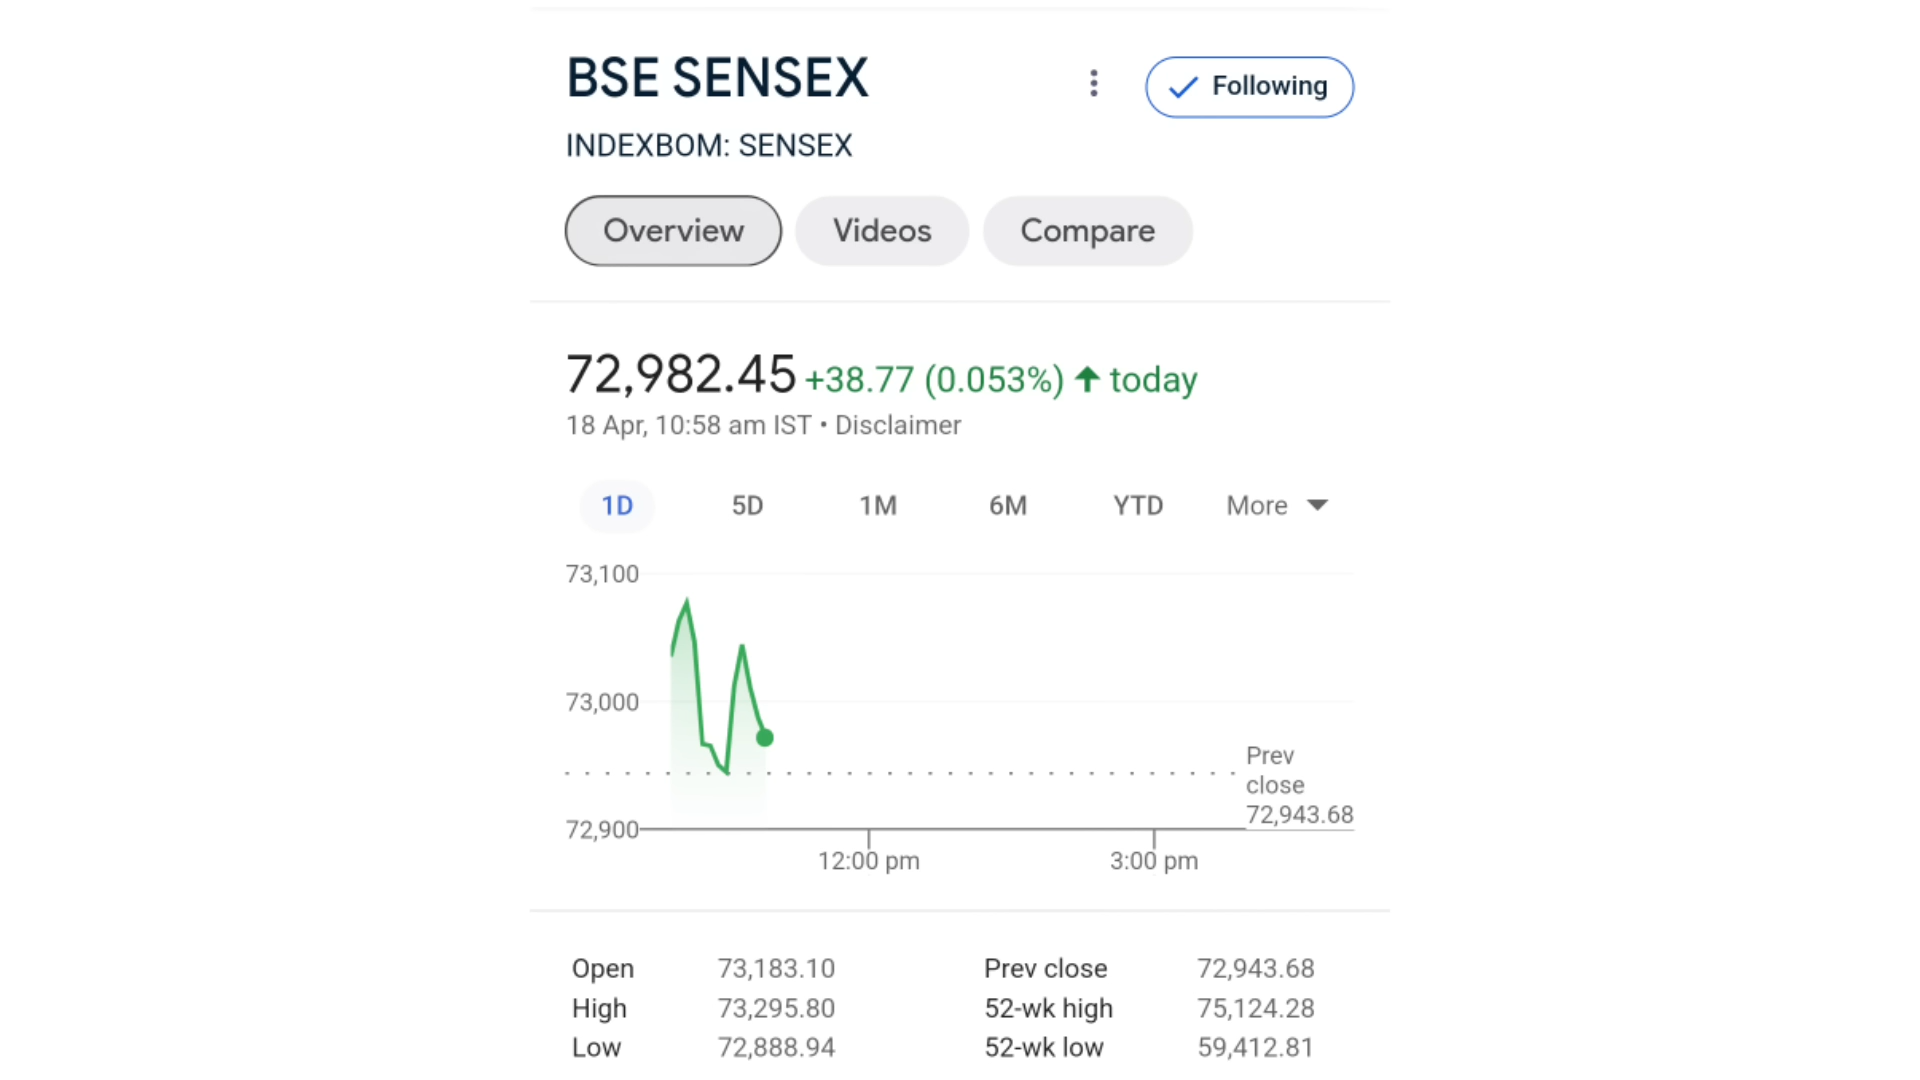 BSE SENSEX
Following
INDEXBOM: SENSEX
Overview Videos Compare
72,982.45 +38.77 (0.053%) ↑ today
18 Apr, 10:58 am IST • Disclaimer
1D 5D 1M 6M YTD More
73,100
73,000
Prev
close
72,943.68
72,900
12:00 pm 3:00 pm
Open 73,183.10 Prev close 72,943.68
High 73,295.80 52-wk high 75,124.28
Low 72,888.94 52-wk low 59,412.81